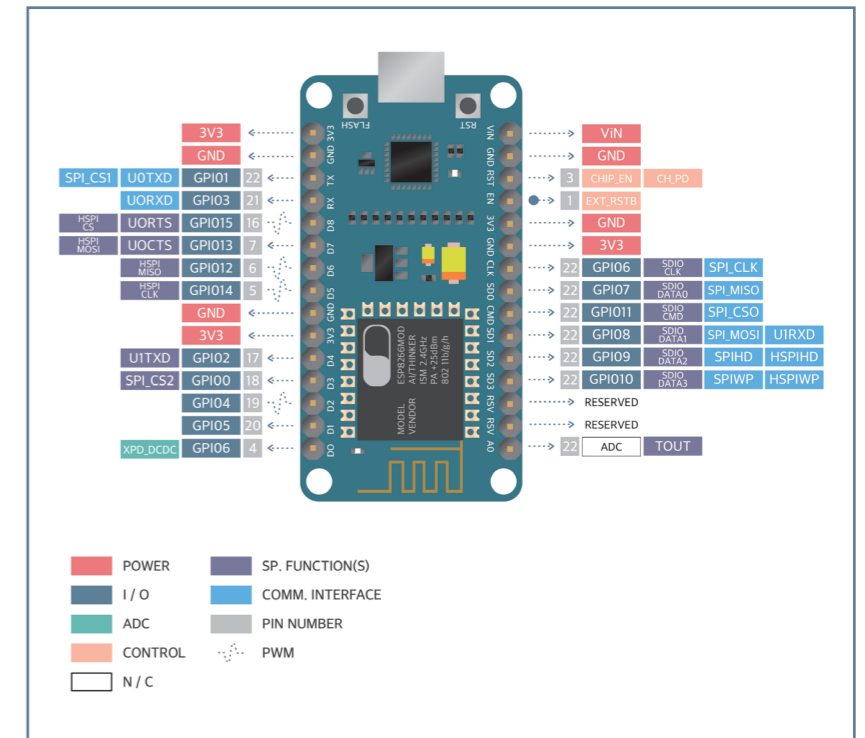 FLASH
RST
3V3 3V3
GND GND
SPI_CS1 U0TXD GPIO1 22 TX
UORXD GPIO3 21 RX
HSPI CS UORTS GPIO15 16 D8
HSPI MOSI UOCTS GPIO13 7 D7
HSPI MISO GPIO12 6 D6
HSPI CLK GPIO14 5 D5
GND GND
3V3 3V3
U1TXD GPIO2 17 D4
SPI_CS2 GPIO0 18 D3
GPIO4 19 D2
GPIO5 20 D1
XPD_DCDC GPIO6 4 D0
VIN ViN
GND GND
RST 3 CHIP_EN CH_PD
EN 1 EXT_RSTB
3V3 GND
GND 3V3
CLK 22 GPIO6 SDIO CLK SPI_CLK
SD0 22 GPIO7 SDIO DATA0 SPI_MISO
CMD 22 GPIO11 SDIO CMD SPI_CSO
SD1 22 GPIO8 SDIO DATA1 SPI_MOSI U1RXD
SD2 22 GPIO9 SDIO DATA2 SPIHD HSPIHD
SD3 22 GPIO10 SDIO DATA3 SPIWP HSPIWP
RSV RESERVED
RSV RESERVED
A0 22 ADC TOUT
MODEL
VENDOR
ESP8266MOD
AI/THINKER
ISM 2.4GHz
PA +25dBm
802 11b/g/h
POWER
I / O
ADC
CONTROL
N / C
SP. FUNCTION(S)
COMM. INTERFACE
PIN NUMBER
PWM